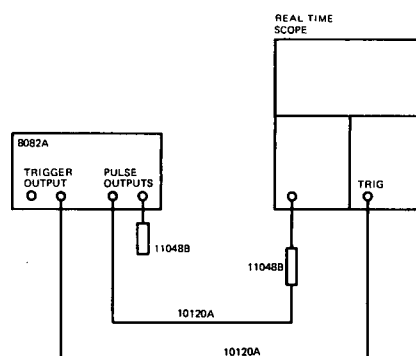 REAL TIME
SCOPE
8082A
TRIGGER
OUTPUT
PULSE
OUTPUTS
TRIG
11048B
11048B
10120A
10120A